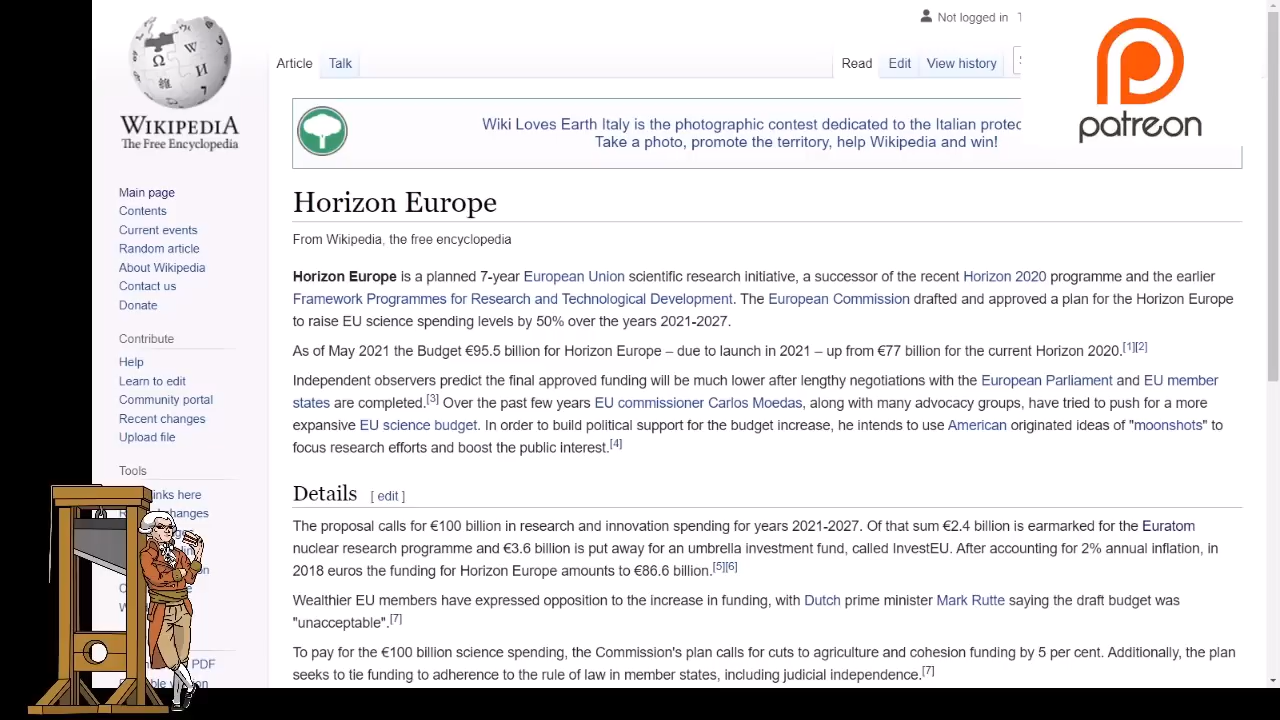 Not logged in
Article
Talk
Read
Edit
View history
patreon
WIKIPEDIA
The Free Encyclopedia
Wiki Loves Earth Italy is the photographic contest dedicated to the Italian
Take a photo, promote the territory, help Wikipedia and win!
Main page
Contents
Current events
Random article
About Wikipedia
Contact us
Donate
Contribute
Help
Learn to edit
Community portal
Recent changes
Upload file
Tools
links here
changes
PDF
Horizon Europe
From Wikipedia, the free encyclopedia
Horizon Europe is a planned 7-year European Union scientific research initiative, a successor of the recent Horizon 2020 programme and the earlier
Framework Programmes for Research and Technological Development. The European Commission drafted and approved a plan for the Horizon Europe
to raise EU science spending levels by 50% over the years 2021-2027.
As of May 2021 the Budget €95.5 billion for Horizon Europe – due to launch in 2021 – up from €77 billion for the current Horizon 2020.[1][2]
Independent observers predict the final approved funding will be much lower after lengthy negotiations with the European Parliament and EU member
states are completed.[3] Over the past few years EU commissioner Carlos Moedas, along with many advocacy groups, have tried to push for a more
expansive EU science budget. In order to build political support for the budget increase, he intends to use American originated ideas of "moonshots" to
focus research efforts and boost the public interest.[4]
Details [ edit ]
The proposal calls for €100 billion in research and innovation spending for years 2021-2027. Of that sum €2.4 billion is earmarked for the Euratom
nuclear research programme and €3.6 billion is put away for an umbrella investment fund, called InvestEU. After accounting for 2% annual inflation, in
2018 euros the funding for Horizon Europe amounts to €86.6 billion.[5][6]
Wealthier EU members have expressed opposition to the increase in funding, with Dutch prime minister Mark Rutte saying the draft budget was
"unacceptable".[7]
To pay for the €100 billion science spending, the Commission's plan calls for cuts to agriculture and cohesion funding by 5 per cent. Additionally, the plan
seeks to tie funding to adherence to the rule of law in member states, including judicial independence.[7]